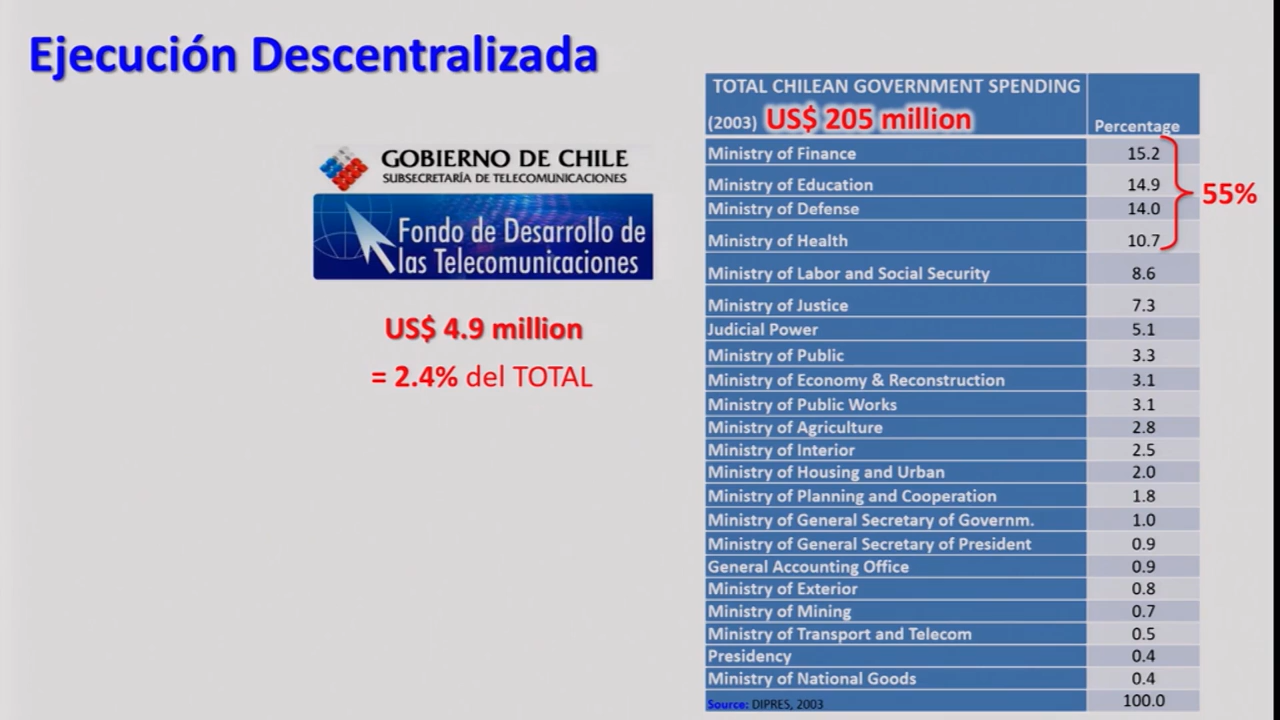 Ejecución Descentralizada
GOBIERNO DE CHILE
SUBSECRETARÍA DE TELECOMUNICACIONES
Fondo de Desarrollo de
las Telecomunicaciones
US$ 4.9 million
= 2.4% del TOTAL
TOTAL CHILEAN GOVERNMENT SPENDING
(2003) US$ 205 million Percentage
Ministry of Finance 15.2
Ministry of Education 14.9
55%
Ministry of Defense 14.0
Ministry of Health 10.7
Ministry of Labor and Social Security 8.6
Ministry of Justice 7.3
Judicial Power 5.1
Ministry of Public 3.3
Ministry of Economy & Reconstruction 3.1
Ministry of Public Works 3.1
Ministry of Agriculture 2.8
Ministry of Interior 2.5
Ministry of Housing and Urban 2.0
Ministry of Planning and Cooperation 1.8
Ministry of General Secretary of Governm. 1.0
Ministry of General Secretary of President 0.9
General Accounting Office 0.9
Ministry of Exterior 0.8
Ministry of Mining 0.7
Ministry of Transport and Telecom 0.5
Presidency 0.4
Ministry of National Goods 0.4
Source: DIPRES, 2003 100.0